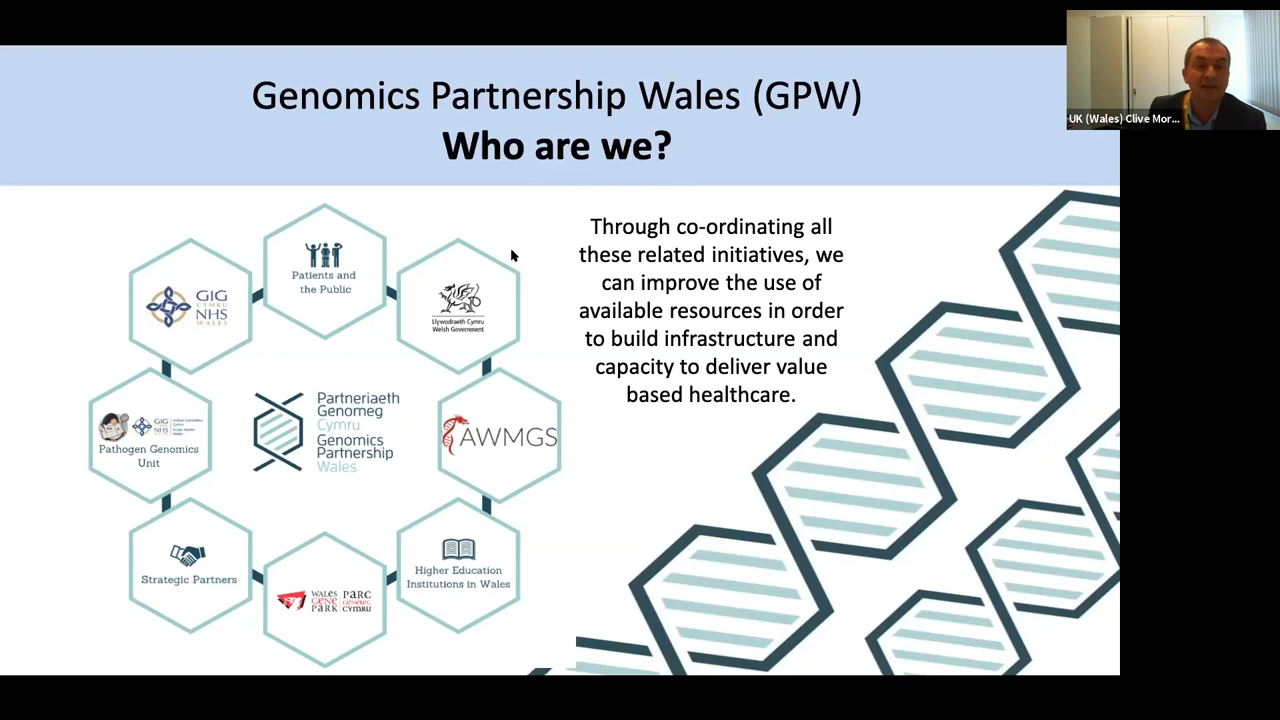 Genomics Partnership Wales (GPW)
Who are we?
UK (Wales) Clive Mor...
Patients and
the Public
GIG
CYMRU
NHS
WALES
Llywodraeth Cymru
Welsh Government
Through co-ordinating all
these related initiatives, we
can improve the use of
available resources in order
to build infrastructure and
capacity to deliver value
based healthcare.
Partneriaeth
Genomeg
Cymru
Genomics
Partnership
Wales
GIG
NHS
Pathogen Genomics
Unit
AWMGS
Strategic Partners
Higher Education
Institutions in Wales
WALES
GENE
PARK
PARC
GENETEG
CYMRU